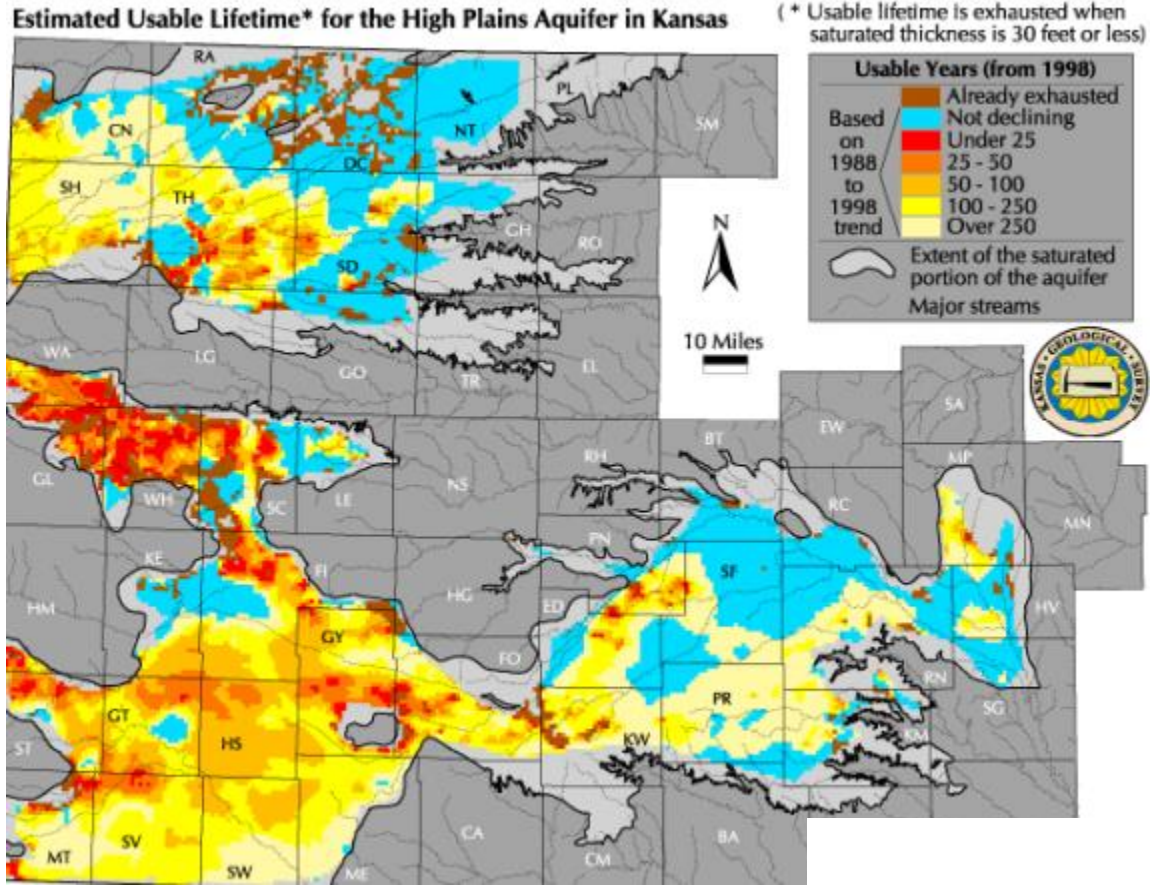 Estimated Usable Lifetime* for the High Plains Aquifer in Kansas
( * Usable lifetime is exhausted when
saturated thickness is 30 feet or less)
Usable Years (from 1998)
Based
on
1988
to
1998
trend
Already exhausted
Not declining
Under 25
25 - 50
50 - 100
100 - 250
Over 250
Extent of the saturated
portion of the aquifer
Major streams
N
10 Miles
KANSAS • GEOLOGICAL • SURVEY
RA
PL
CN
NT
SM
DC
SH
TH
GH
RO
SD
WA
LG
GO
TR
EL
SA
EW
BT
MP
RH
GL
WH
SC
LE
NS
RC
MN
KE
FI
PN
SF
HM
HG
ED
HV
GY
FO
RN
GT
PR
SG
ST
HS
KW
KM
SV
CA
BA
MT
SW
ME
CM